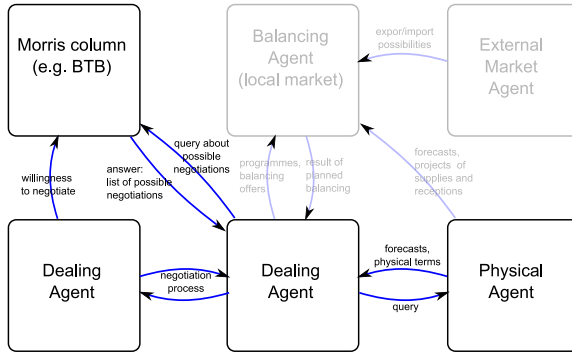 Morris column
(e.g. BTB)
Balancing
Agent
(local market)
expor/import
possibilities
External
Market
Agent
willingness
to negotiate
answer:
list of possible
negotiations
query about
possible
negotiations
programmes,
balancing
offers
result of
planned
balancing
forecasts,
projects of
supplies and
receptions
Dealing
Agent
negotiation
process
Dealing
Agent
forecasts,
physical terms
query
Physical
Agent